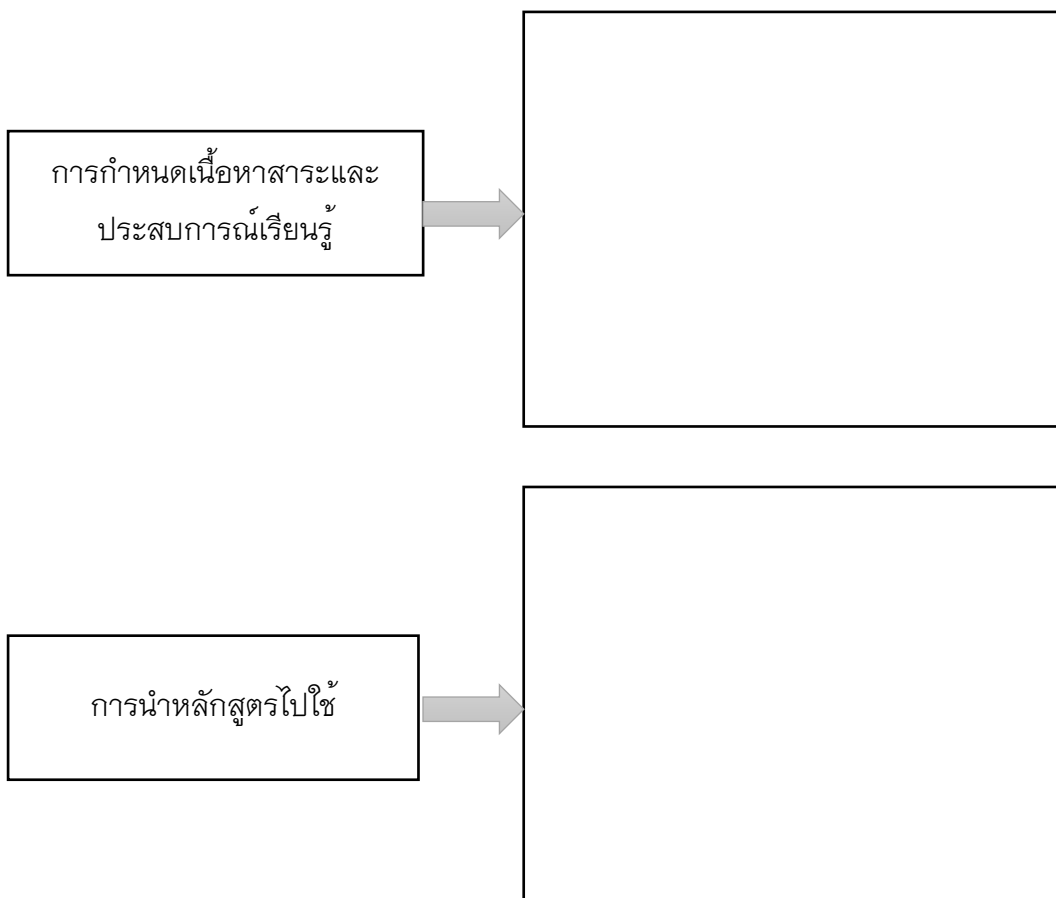 การกำหนดเนื้อหาสาระและ
ประสบการณ์เรียนรู้
การนำหลักสูตรไปใช้